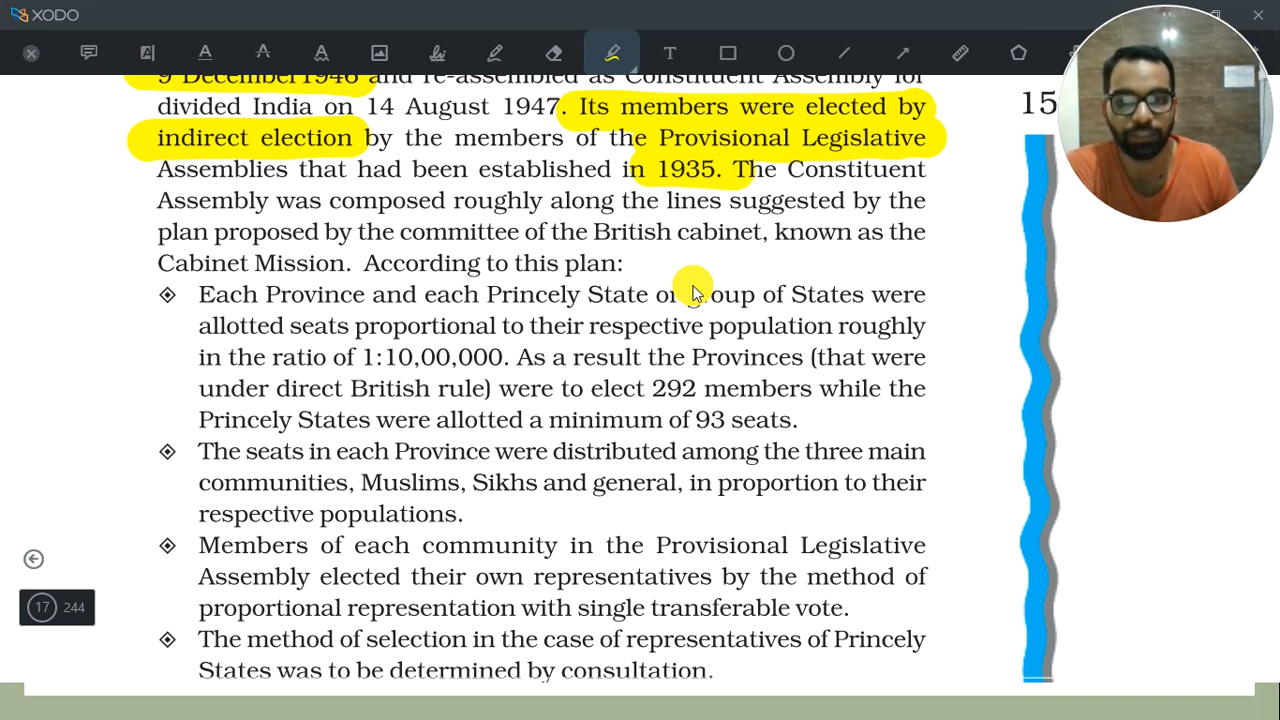 XODO
9 December1946 and re-assembled as Constituent Assembly for
divided India on 14 August 1947. Its members were elected by
indirect election by the members of the Provisional Legislative
Assemblies that had been established in 1935. The Constituent
Assembly was composed roughly along the lines suggested by the
plan proposed by the committee of the British cabinet, known as the
Cabinet Mission. According to this plan:
Each Province and each Princely State or group of States were
allotted seats proportional to their respective population roughly
in the ratio of 1:10,00,000. As a result the Provinces (that were
under direct British rule) were to elect 292 members while the
Princely States were allotted a minimum of 93 seats.
The seats in each Province were distributed among the three main
communities, Muslims, Sikhs and general, in proportion to their
respective populations.
Members of each community in the Provisional Legislative
Assembly elected their own representatives by the method of
proportional representation with single transferable vote.
The method of selection in the case of representatives of Princely
States was to be determined by consultation.
15
17 244